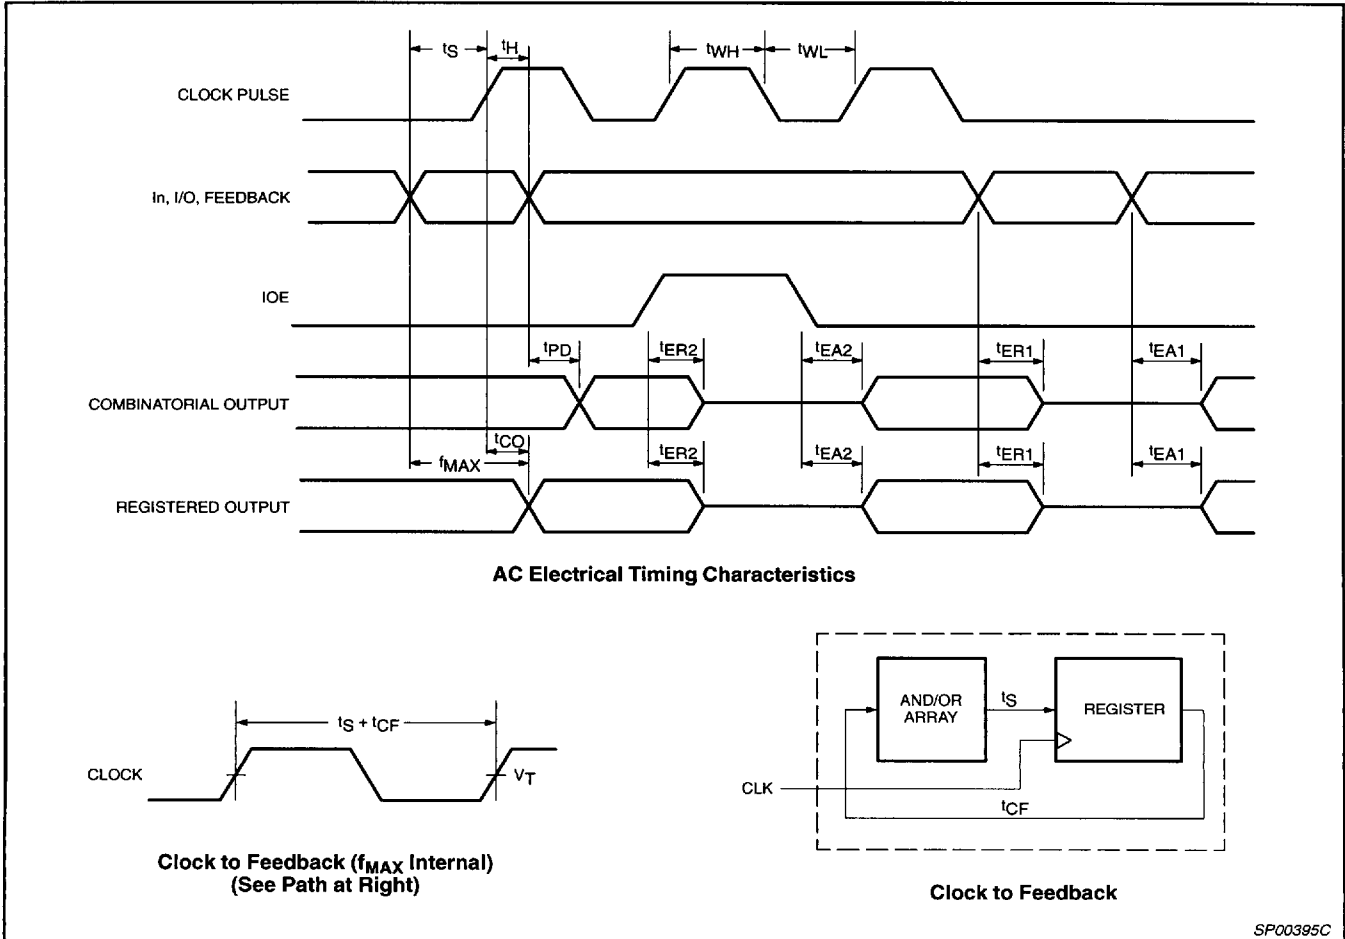 tS
tH
tWH
tWL
CLOCK PULSE
In, I/O, FEEDBACK
IOE
tPD
tER2
tEA2
tER1
tEA1
COMBINATORIAL OUTPUT
tCO
fMAX
tER2
tEA2
tER1
tEA1
REGISTERED OUTPUT
AC Electrical Timing Characteristics
tS + tCF
CLOCK
VT
Clock to Feedback (fMAX Internal)
(See Path at Right)
AND/OR
ARRAY
tS
REGISTER
CLK
tCF
Clock to Feedback
SP00395C